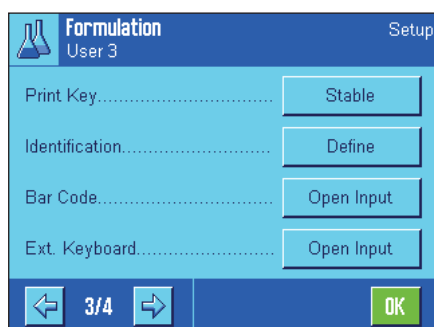 Formulation
User 3
Setup
Print Key.............................. Stable
Identification......................... Define
Bar Code.............................. Open Input
Ext. Keyboard....................... Open Input
3/4
OK